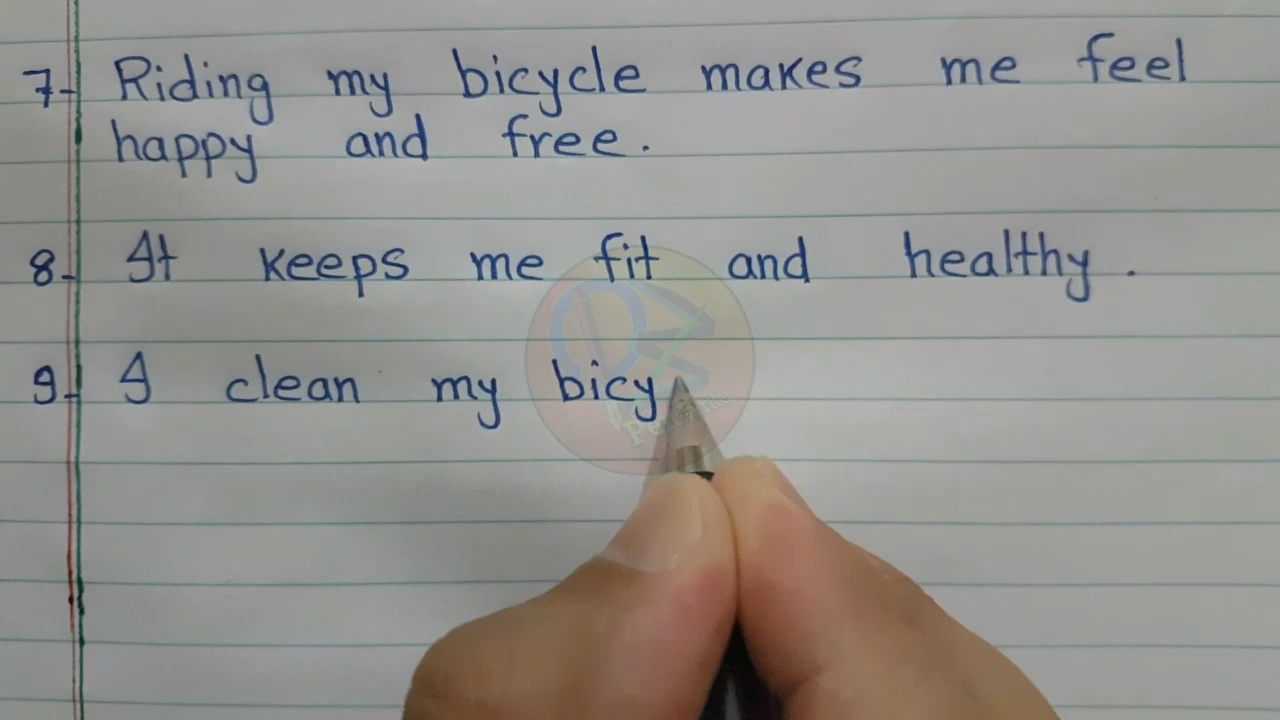 7- Riding my bicycle makes me feel
happy and free.
8- It keeps me fit and healthy.
9- I clean my bicy